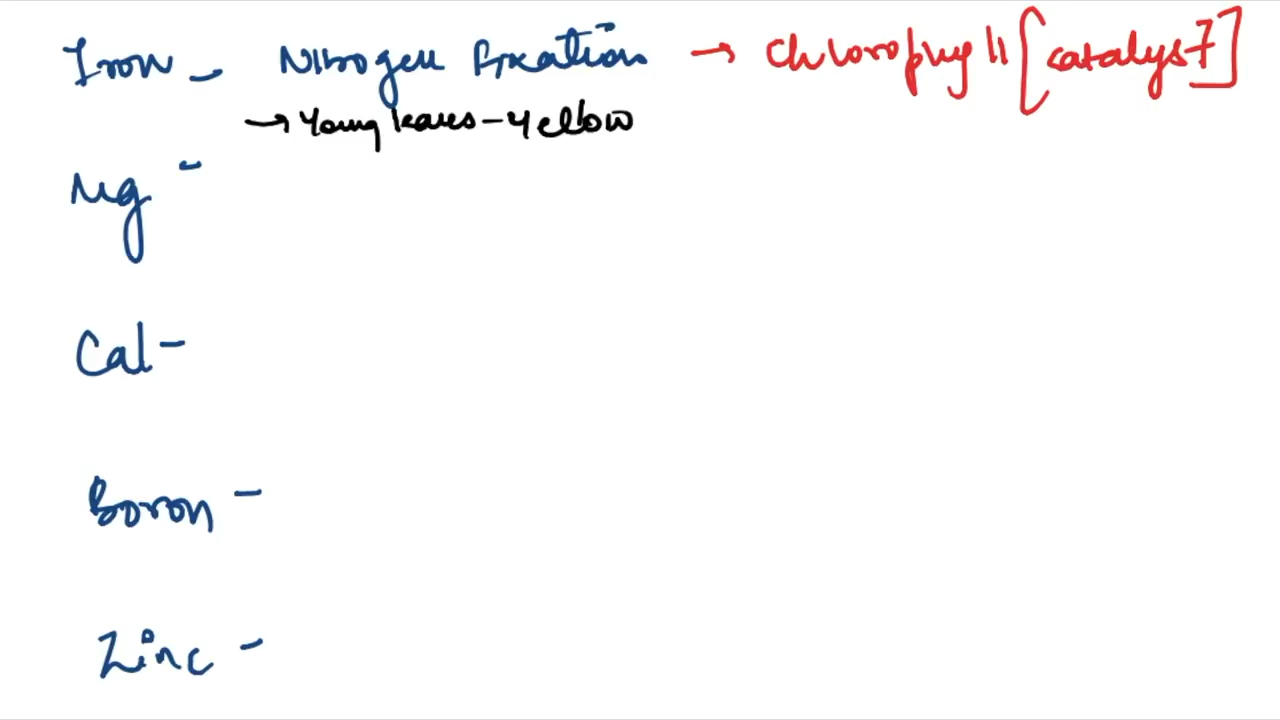 Iron - Nitrogen fixation → Chlorophyll [catalyst]
→ Young leaves - Yellow
Mg -
Cal -
Boron -
Zinc -